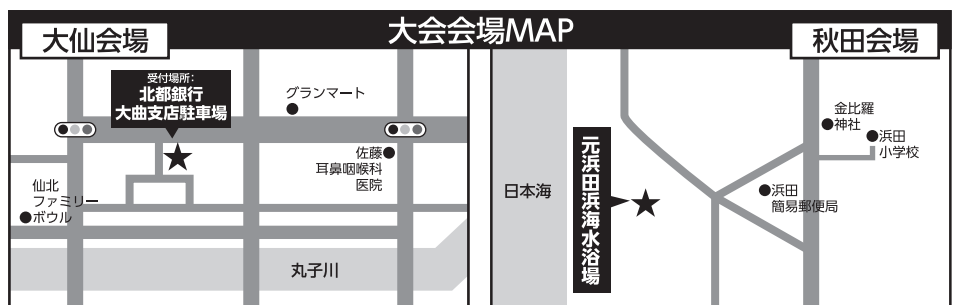 大会会場MAP
大仙会場
受付場所:
北都銀行
大曲支店駐車場
グランマート
佐藤
耳鼻咽喉科
医院
仙北
ファミリー
ボウル
丸子川
秋田会場
日本海
元浜田浜海水浴場
金比羅
神社
浜田
小学校
浜田
簡易郵便局